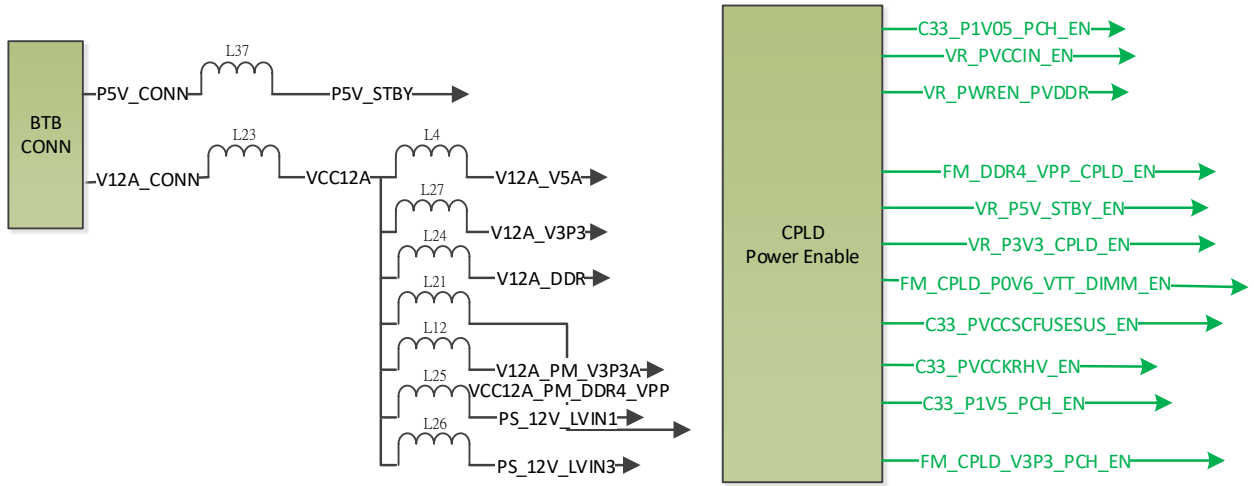 BTB
CONN
L37
P5V_CONN
P5V_STBY
L23
V12A_CONN
VCC12A
L4
V12A_V5A
L27
V12A_V3P3
L24
V12A_DDR
L21
L12
V12A_PM_V3P3A
VCC12A_PM_DDR4_VPP
L25
PS_12V_LVIN1
L26
PS_12V_LVIN3
CPLD
Power Enable
C33_P1V05_PCH_EN
VR_PVCCIN_EN
VR_PWREN_PVDDR
FM_DDR4_VPP_CPLD_EN
VR_P5V_STBY_EN
VR_P3V3_CPLD_EN
FM_CPLD_P0V6_VTT_DIMM_EN
C33_PVCCSCFUSESUS_EN
C33_PVCCKRHV_EN
C33_P1V5_PCH_EN
FM_CPLD_V3P3_PCH_EN